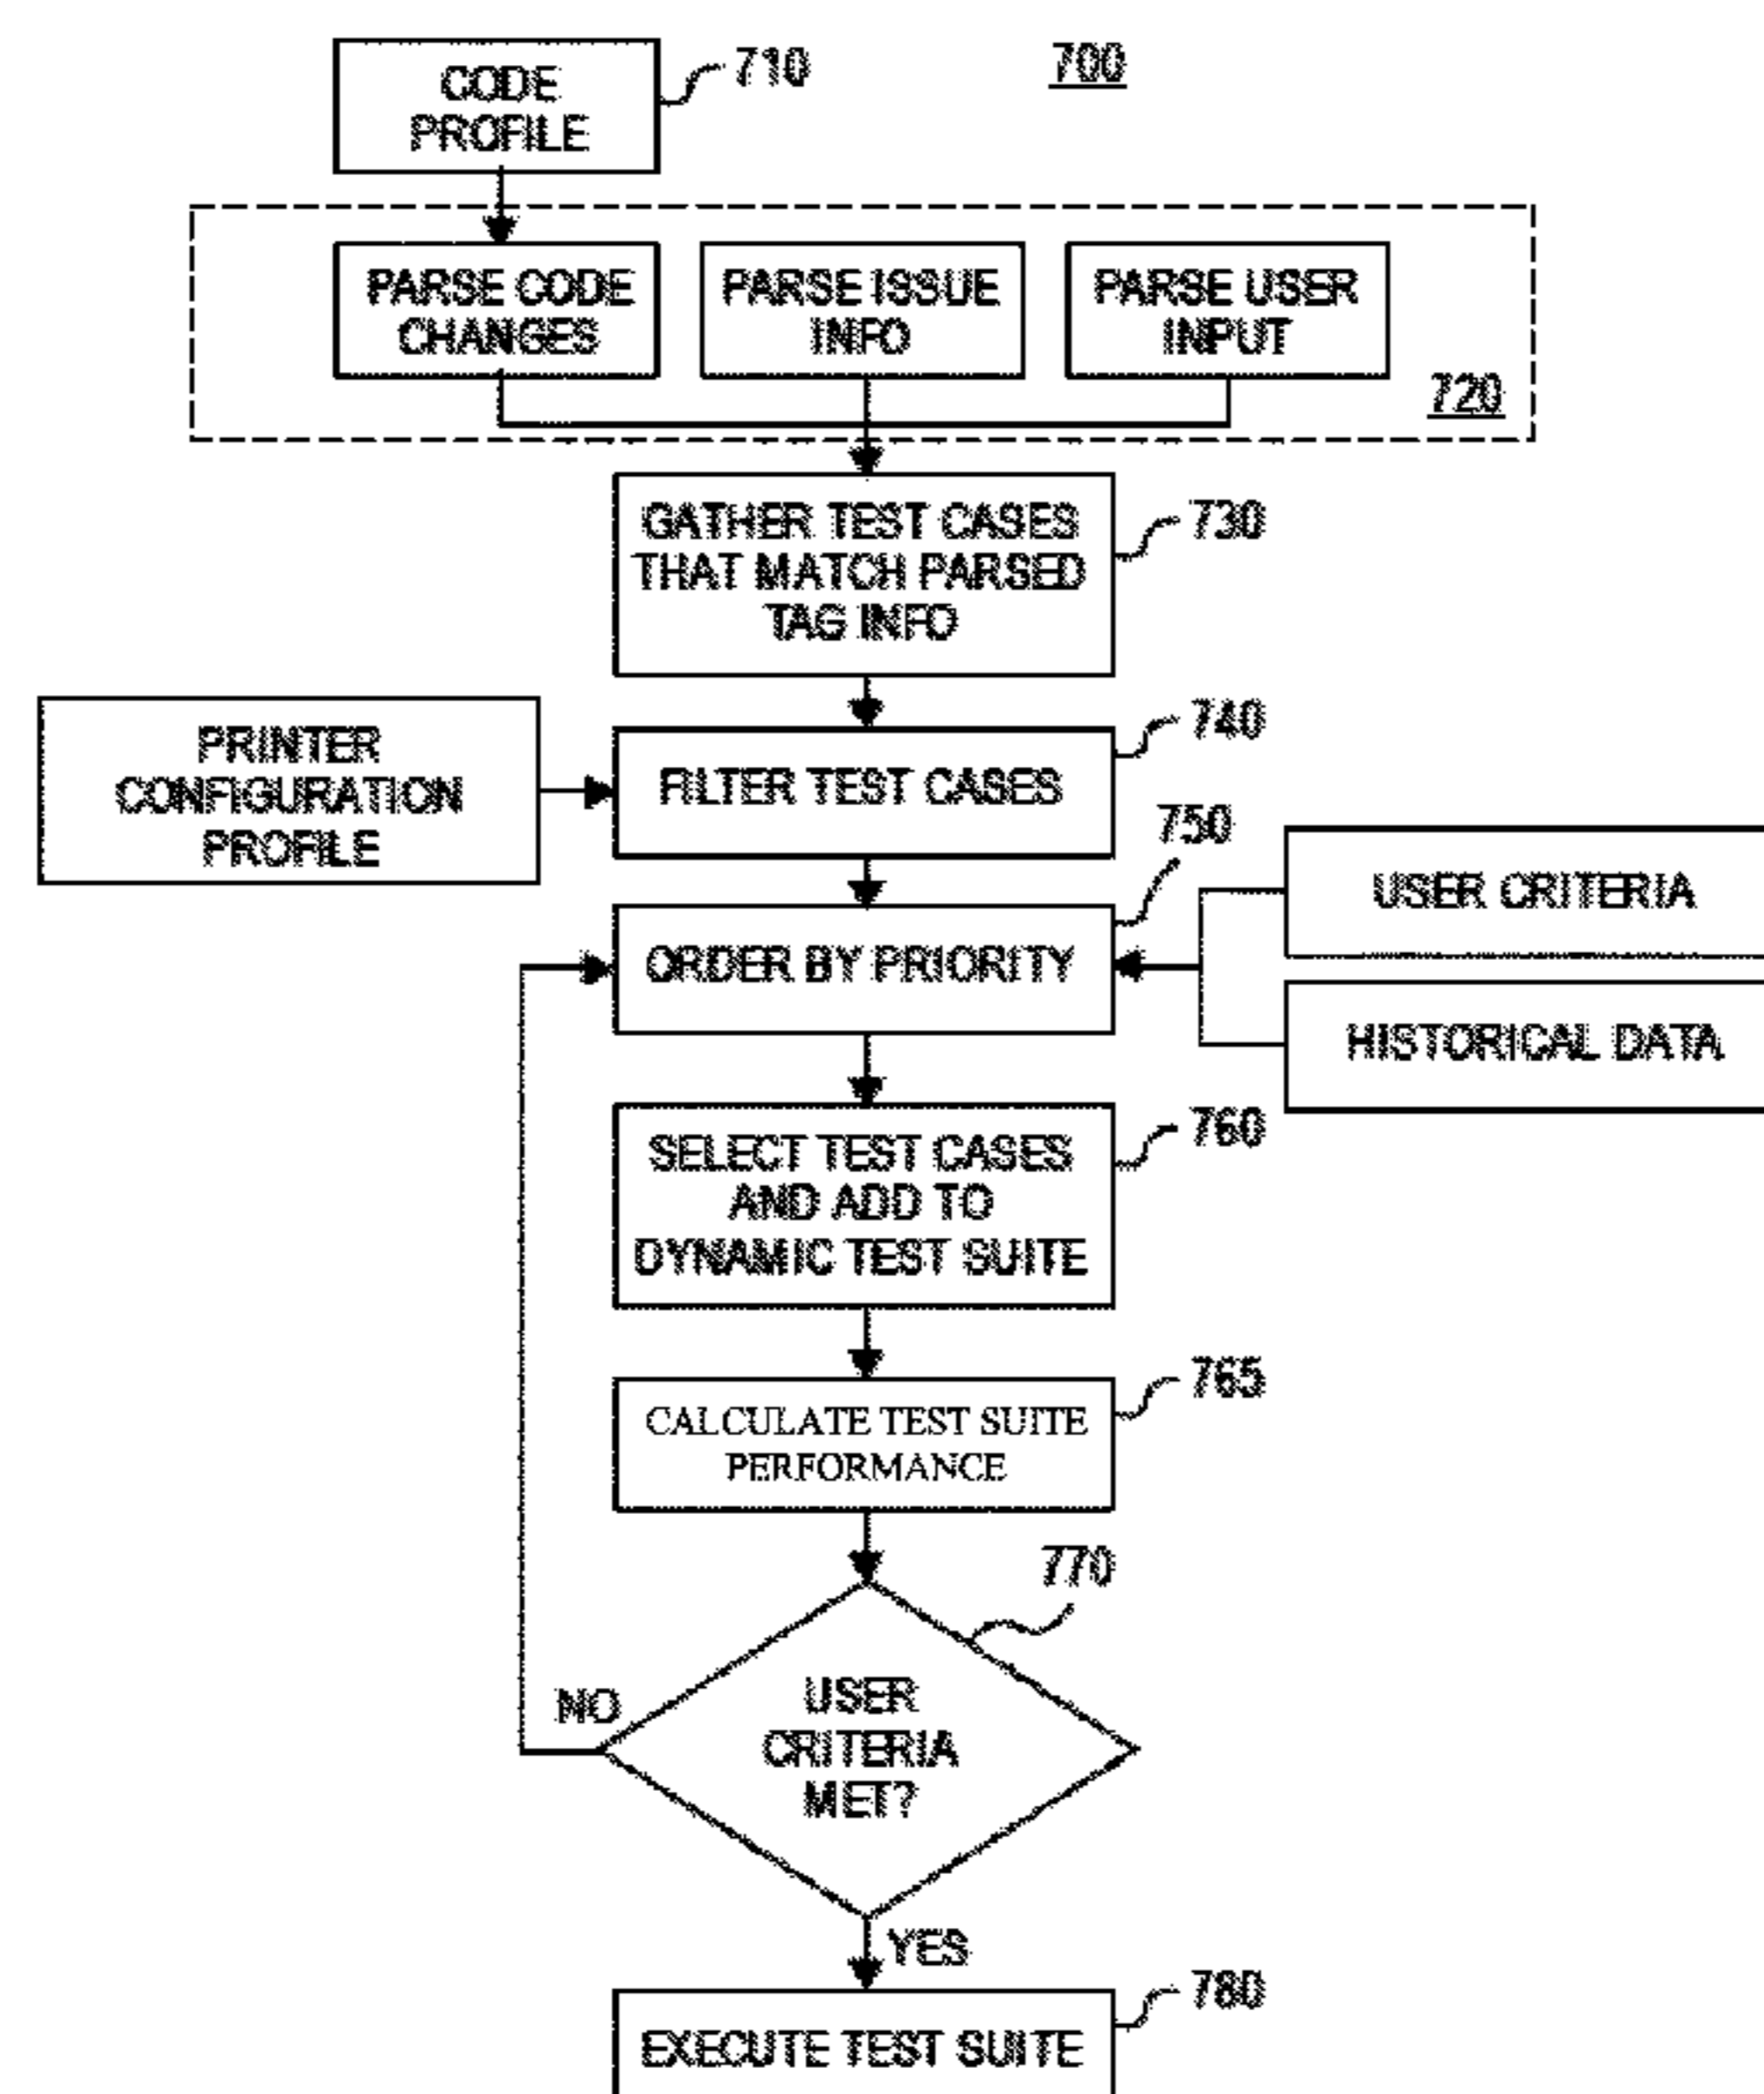 CODE
PROFILE
710
700
PARSE CODE
CHANGES
PARSE ISSUE
INFO
PARSE USER
INPUT
720
GATHER TEST CASES
THAT MATCH PARSED
TAG INFO
730
PRINTER
CONFIGURATION
PROFILE
FILTER TEST CASES
740
750
ORDER BY PRIORITY
USER CRITERIA
HISTORICAL DATA
SELECT TEST CASES
AND ADD TO
DYNAMIC TEST SUITE
760
CALCULATE TEST SUITE
PERFORMANCE
765
770
USER
CRITERIA
MET?
NO
YES
EXECUTE TEST SUITE
780